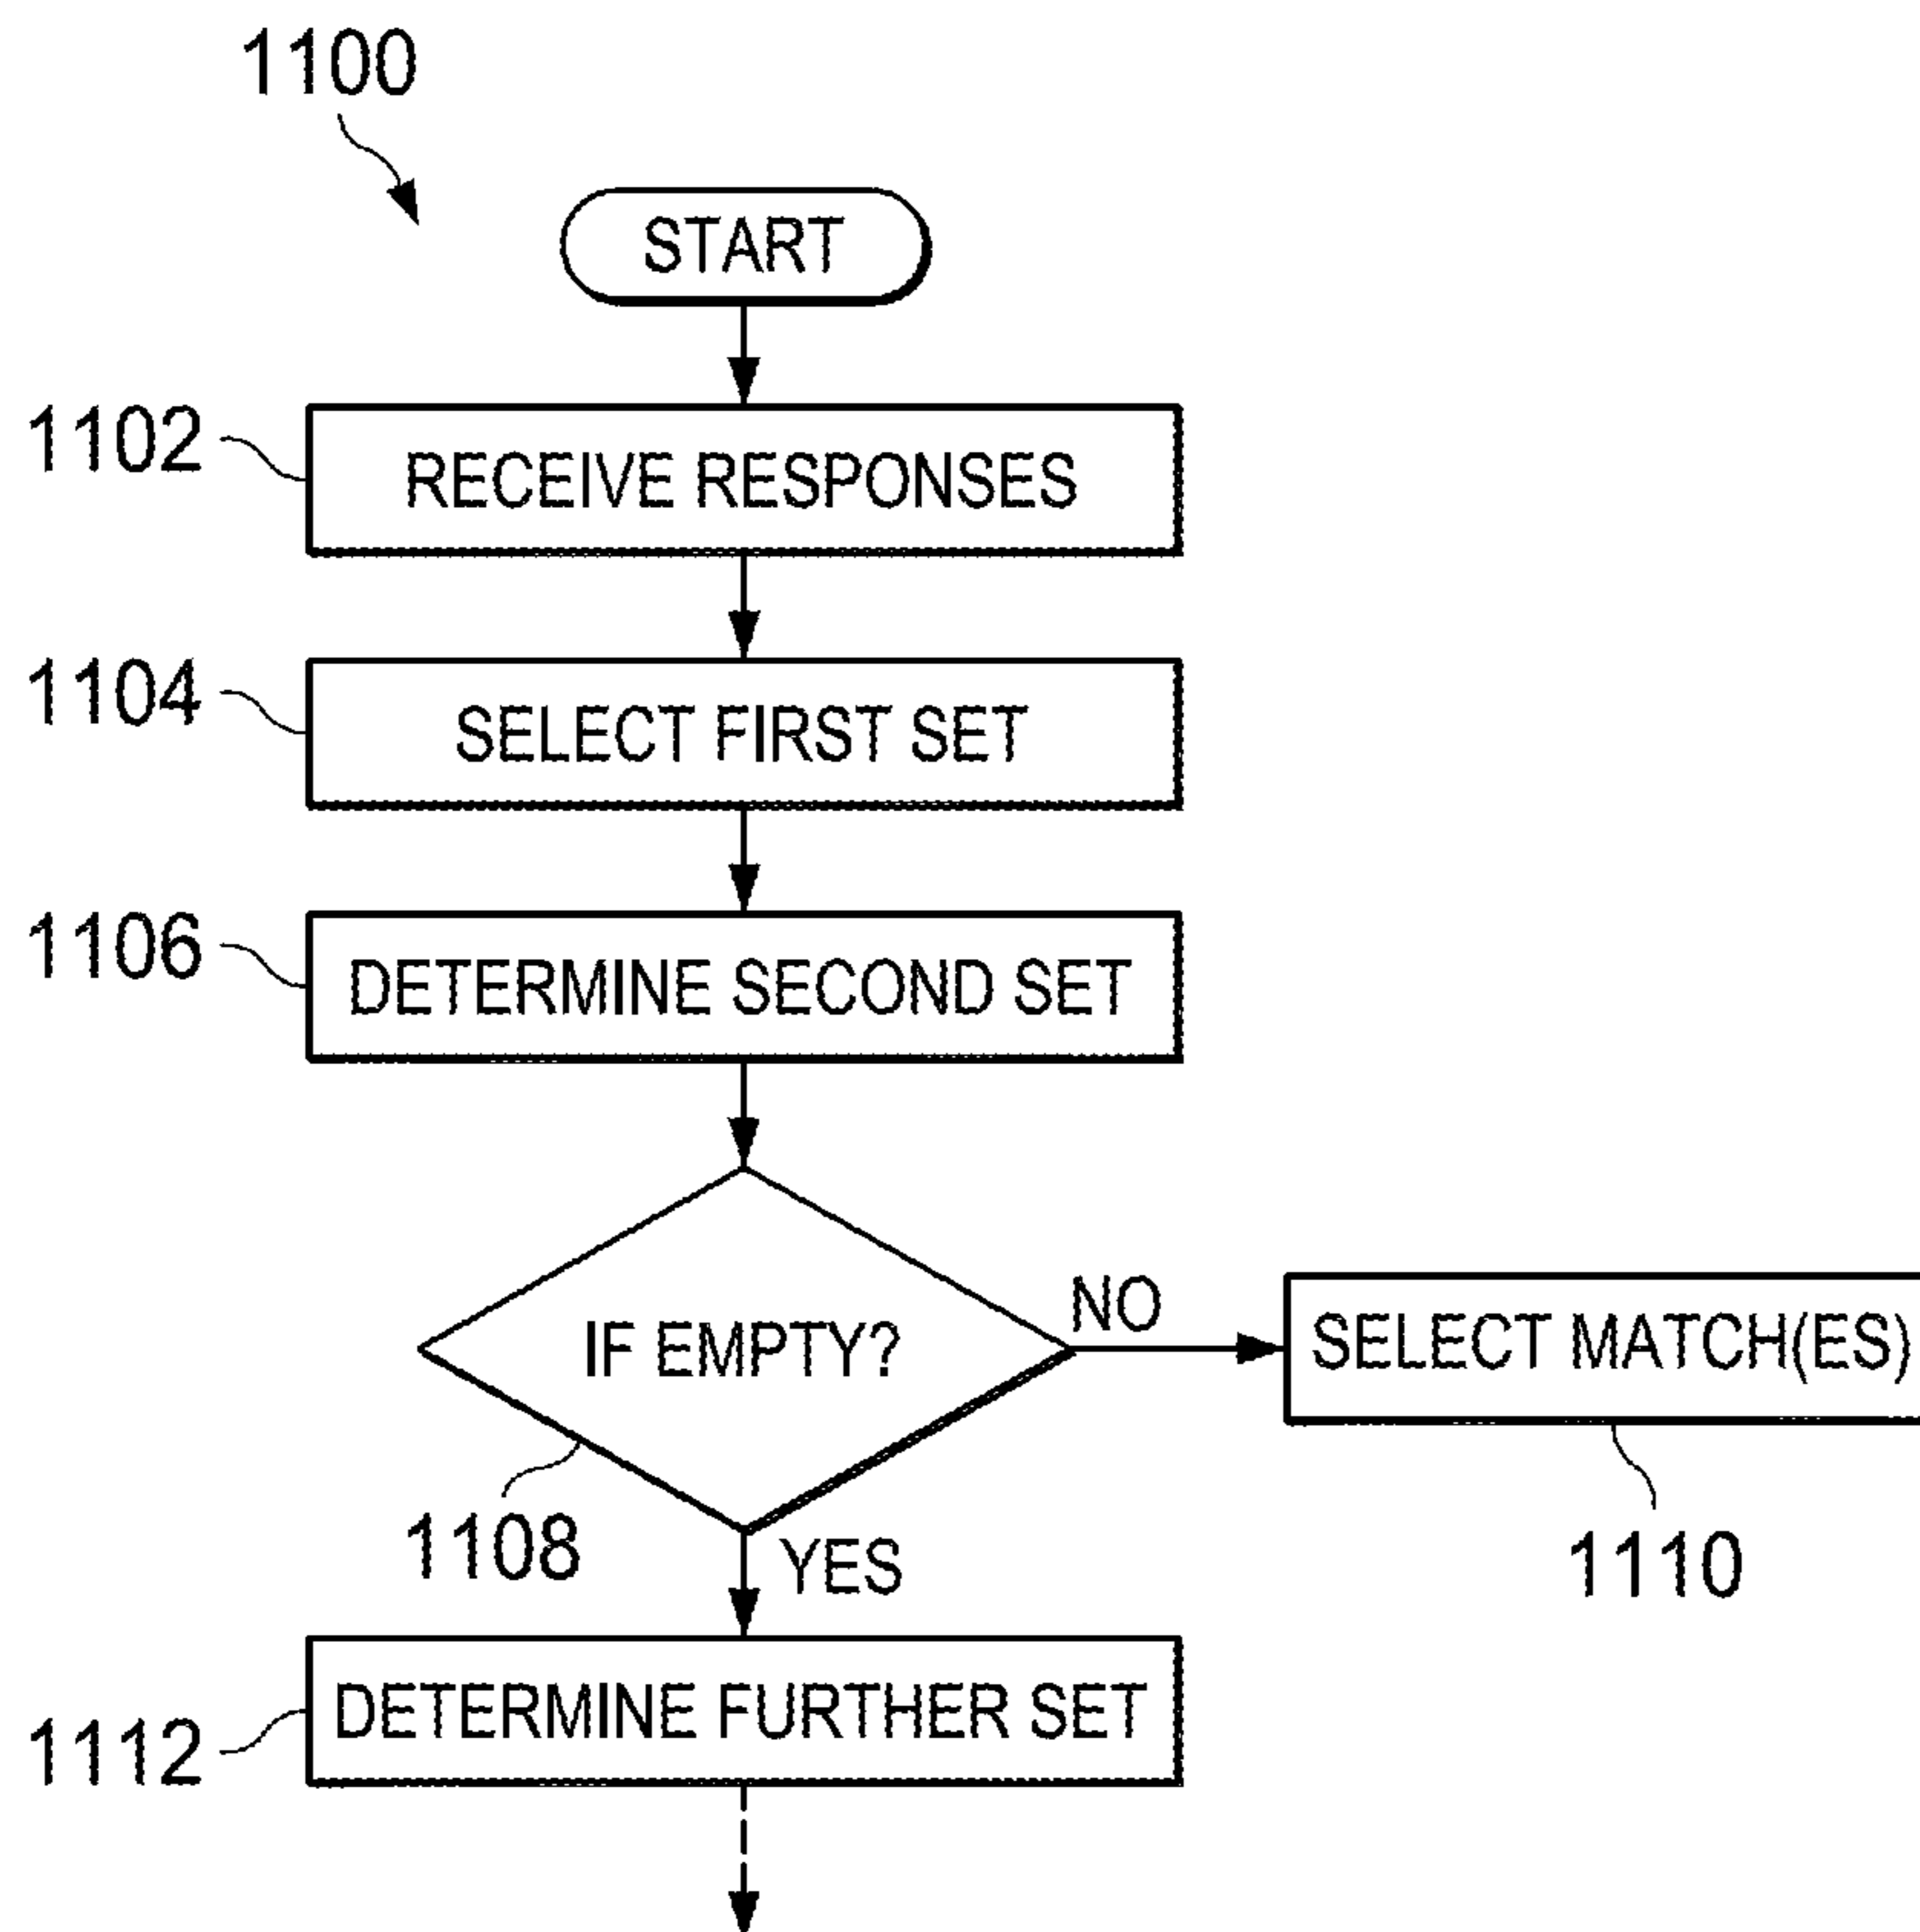 1100
START
1102
RECEIVE RESPONSES
1104
SELECT FIRST SET
1106
DETERMINE SECOND SET
IF EMPTY?
NO
SELECT MATCH(ES)
1108
YES
1110
DETERMINE FURTHER SET
1112